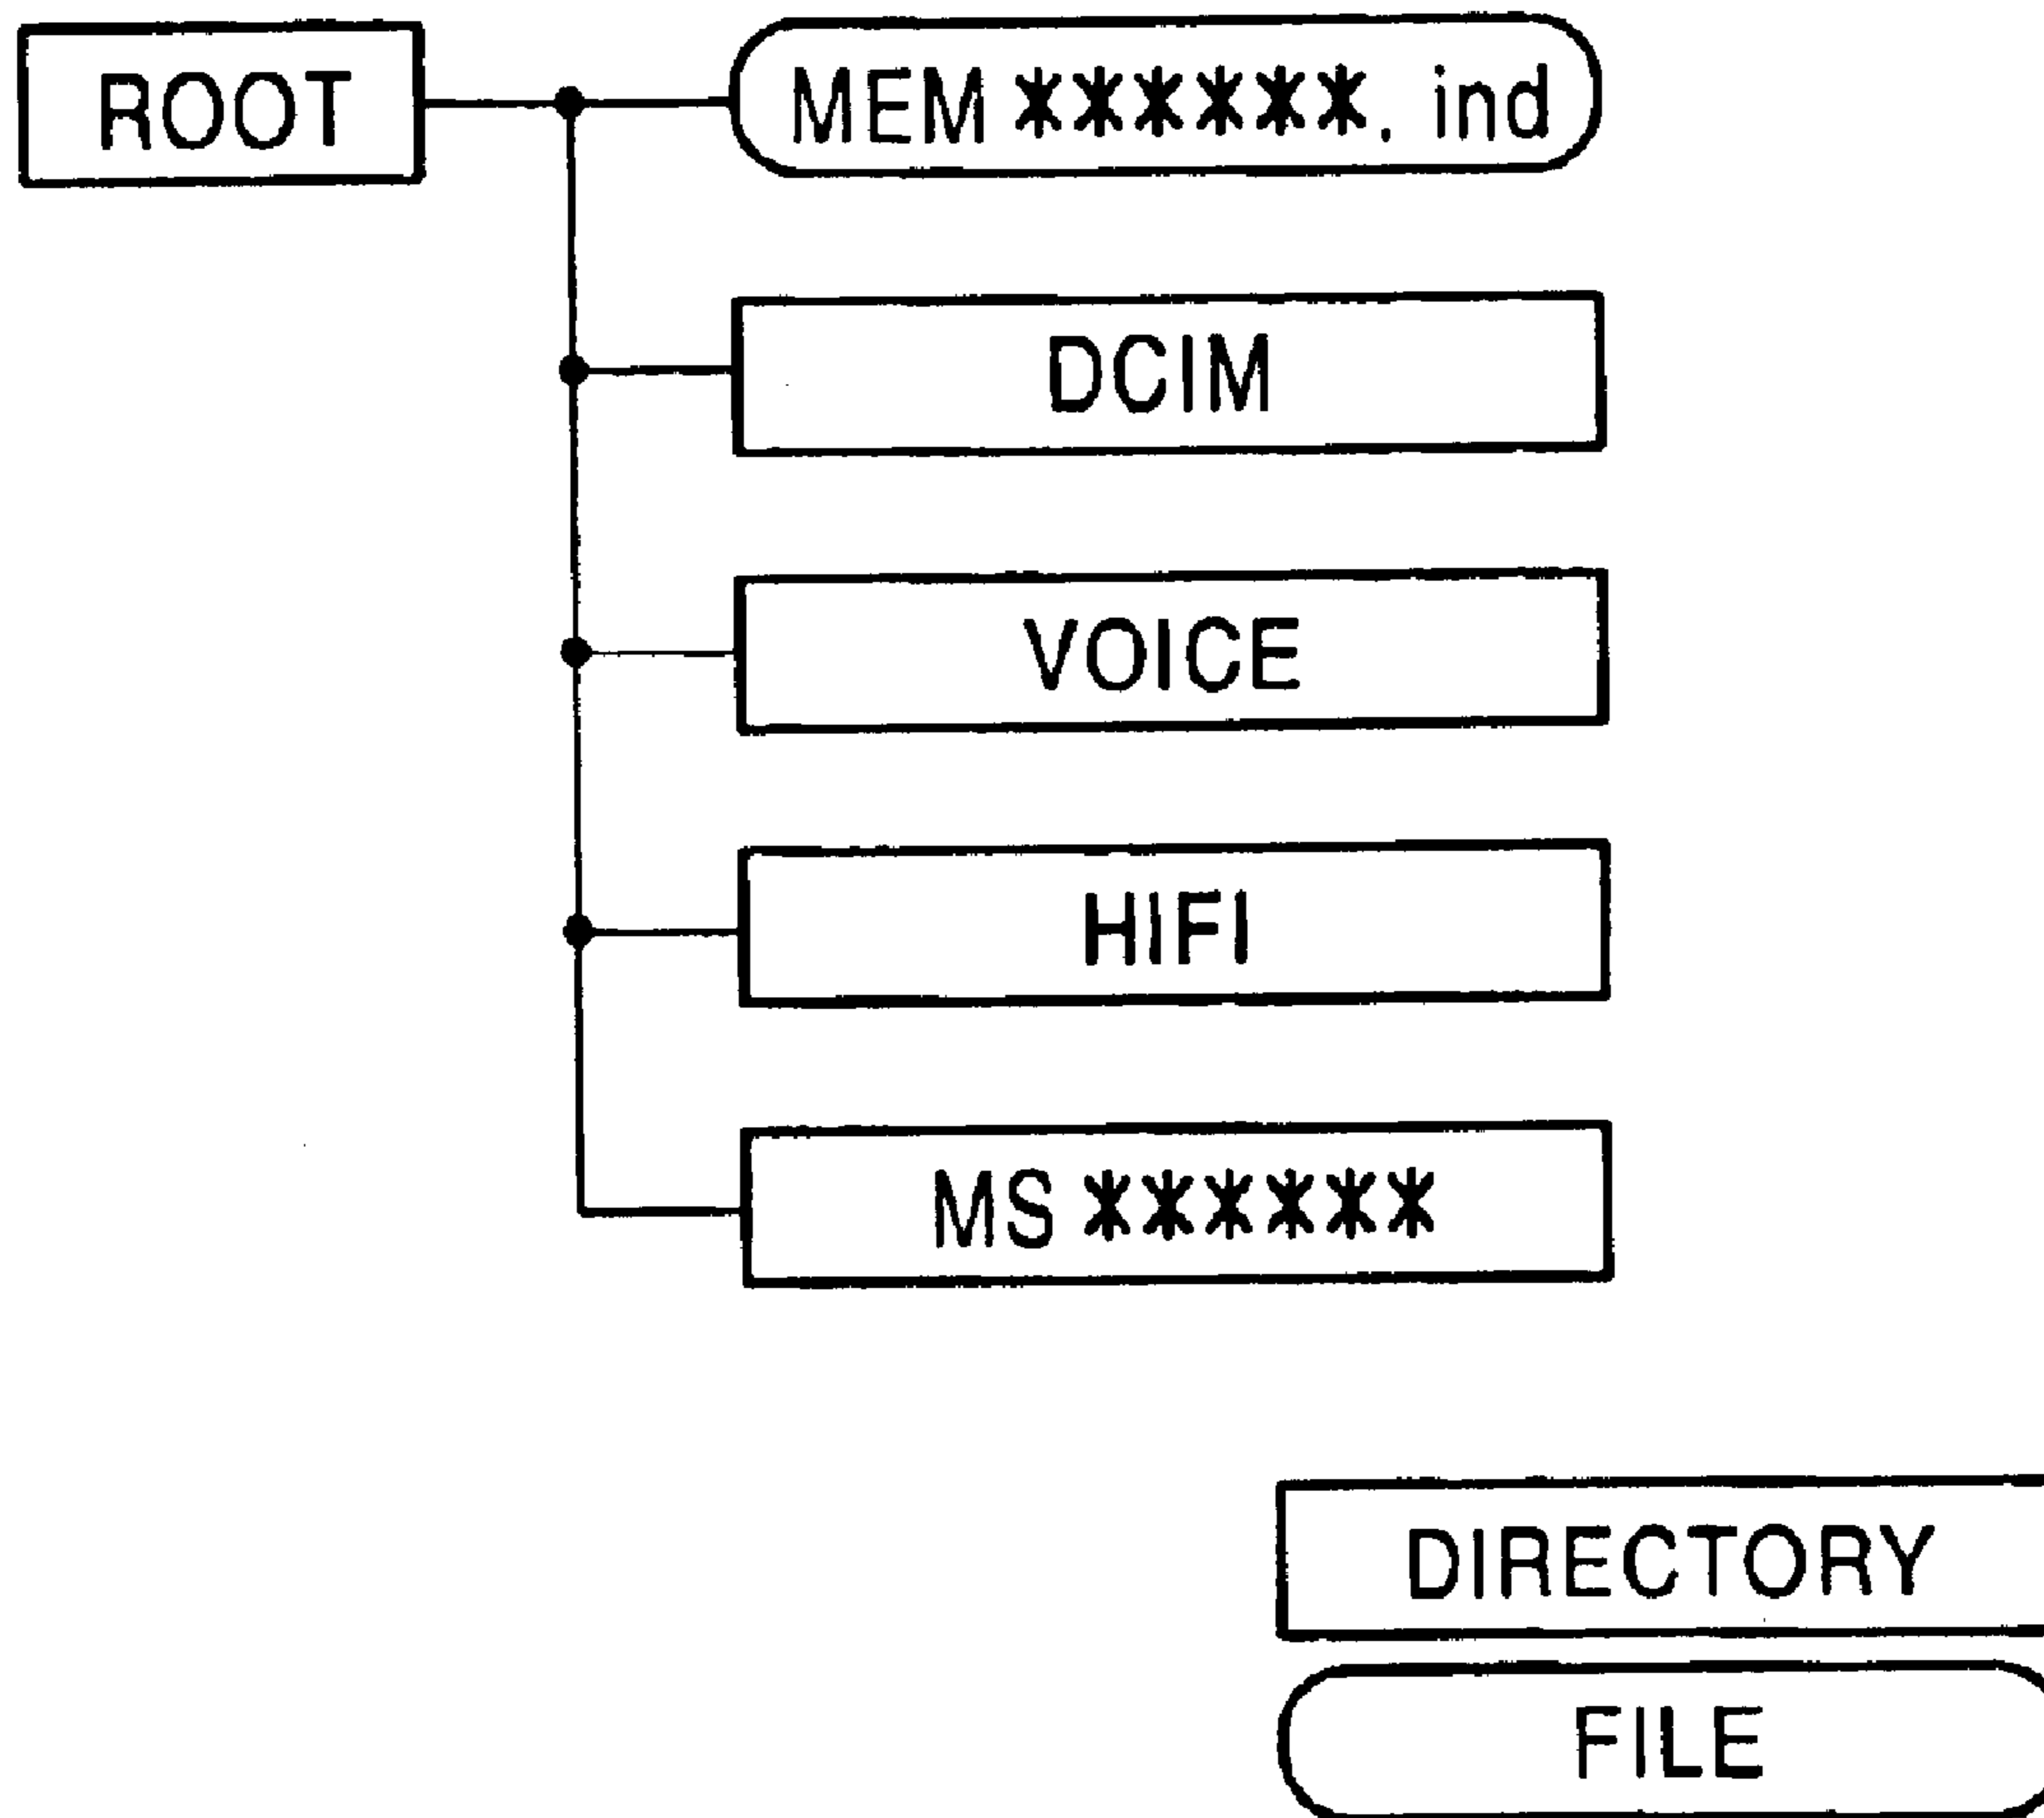 ROOT
MEM ******. ind
DCIM
VOICE
HIFI
MS ******
DIRECTORY
FILE